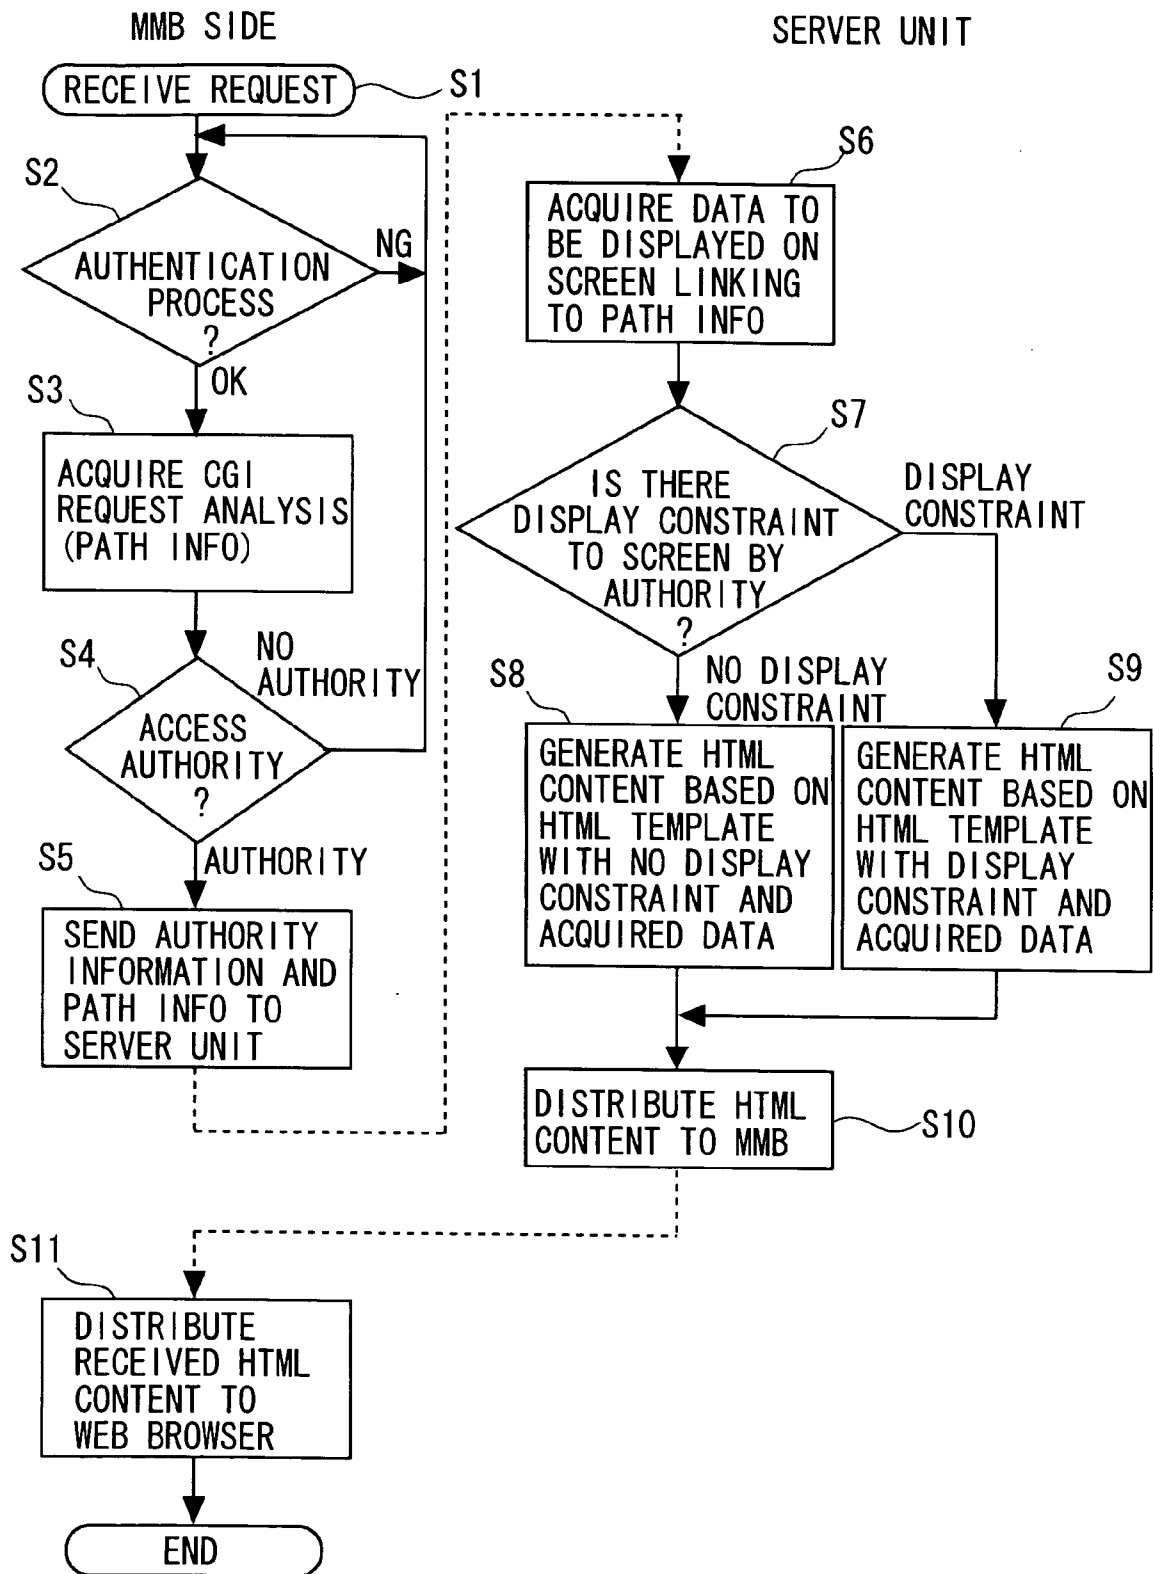 MMB SIDE
RECEIVE REQUEST
S1
S2
AUTHENTICATION
PROCESS
?
NG
OK
S3
ACQUIRE CGI
REQUEST ANALYSIS
(PATH INFO)
S4
NO
AUTHORITY
ACCESS
AUTHORITY
?
AUTHORITY
S5
SEND AUTHORITY
INFORMATION AND
PATH INFO TO
SERVER UNIT
SERVER UNIT
S6
ACQUIRE DATA TO
BE DISPLAYED ON
SCREEN LINKING
TO PATH INFO
S7
IS THERE
DISPLAY CONSTRAINT
TO SCREEN BY
AUTHORITY
?
DISPLAY
CONSTRAINT
NO DISPLAY
CONSTRAINT
S8
GENERATE HTML
CONTENT BASED ON
HTML TEMPLATE
WITH NO DISPLAY
CONSTRAINT AND
ACQUIRED DATA
S9
GENERATE HTML
CONTENT BASED ON
HTML TEMPLATE
WITH DISPLAY
CONSTRAINT AND
ACQUIRED DATA
DISTRIBUTE HTML
CONTENT TO MMB
S10
S11
DISTRIBUTE
RECEIVED HTML
CONTENT TO
WEB BROWSER
END